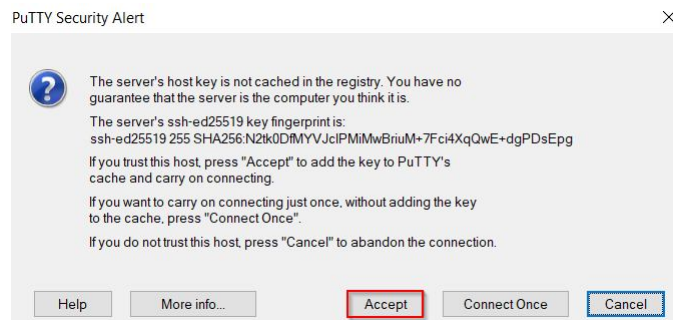 PuTTY Security Alert
The server's host key is not cached in the registry. You have no
guarantee that the server is the computer you think it is.
The server's ssh-ed25519 key fingerprint is:
ssh-ed25519 255 SHA256:N2tk0DfMYVJcIPMiMwBriuM+7Fci4XqQwE+dgPDsEpg
If you trust this host, press "Accept" to add the key to PuTTY's
cache and carry on connecting.
If you want to carry on connecting just once, without adding the key
to the cache, press "Connect Once".
If you do not trust this host, press "Cancel" to abandon the connection.
Help More info... Accept Connect Once Cancel